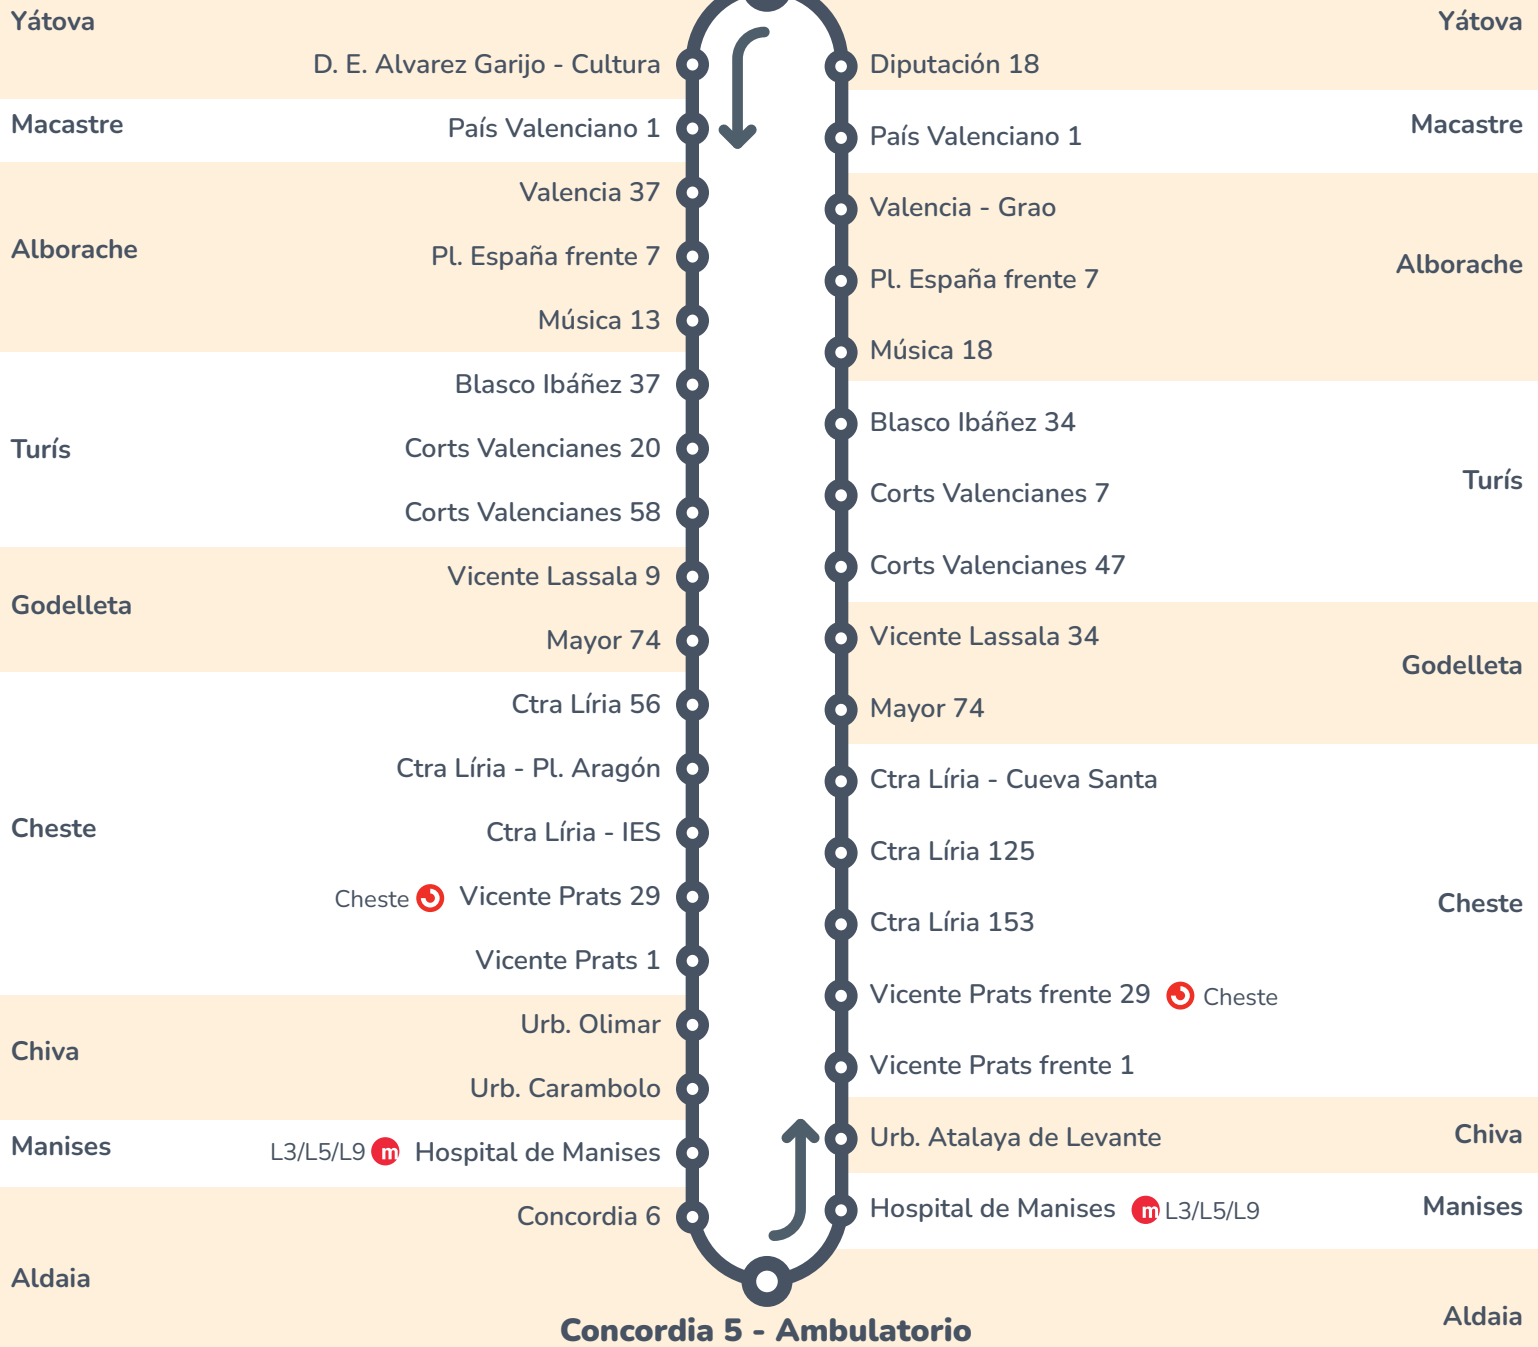 Yátova
D. E. Alvarez Garijo - Cultura
Macastre
País Valenciano 1
Valencia 37
Alborache
Pl. España frente 7
Música 13
Blasco Ibáñez 37
Turís
Corts Valencianes 20
Corts Valencianes 58
Vicente Lassala 9
Godelleta
Mayor 74
Ctra Líria 56
Ctra Líria - Pl. Aragón
Cheste
Ctra Líria - IES
Cheste Vicente Prats 29
Vicente Prats 1
Urb. Olimar
Chiva
Urb. Carambolo
Manises
L3/L5/L9 m Hospital de Manises
Concordia 6
Aldaia
Concordia 5 - Ambulatorio
Yátova
Diputación 18
Macastre
País Valenciano 1
Valencia - Grao
Alborache
Pl. España frente 7
Música 18
Blasco Ibáñez 34
Turís
Corts Valencianes 7
Corts Valencianes 47
Vicente Lassala 34
Godelleta
Mayor 74
Ctra Líria - Cueva Santa
Ctra Líria 125
Cheste
Ctra Líria 153
Vicente Prats frente 29 Cheste
Vicente Prats frente 1
Urb. Atalaya de Levante
Chiva
Hospital de Manises m L3/L5/L9
Manises
Aldaia